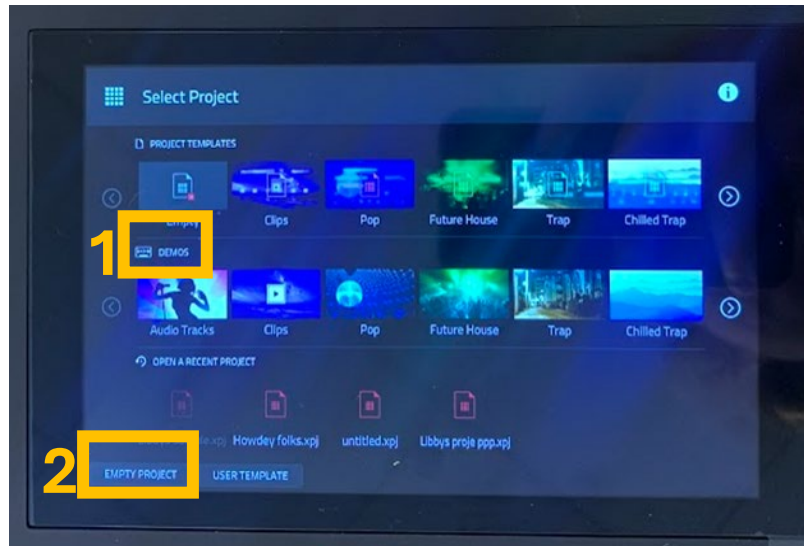 Select Project
PROJECT TEMPLATES
Empty Clips Pop Future House Trap Chilled Trap
1
DEMOS
Audio Tracks Clips Pop Future House Trap Chilled Trap
OPEN A RECENT PROJECT
.xpj Howdey folks.xpj untitled.xpj Libbys proje ppp.xpj
2
EMPTY PROJECT USER TEMPLATE